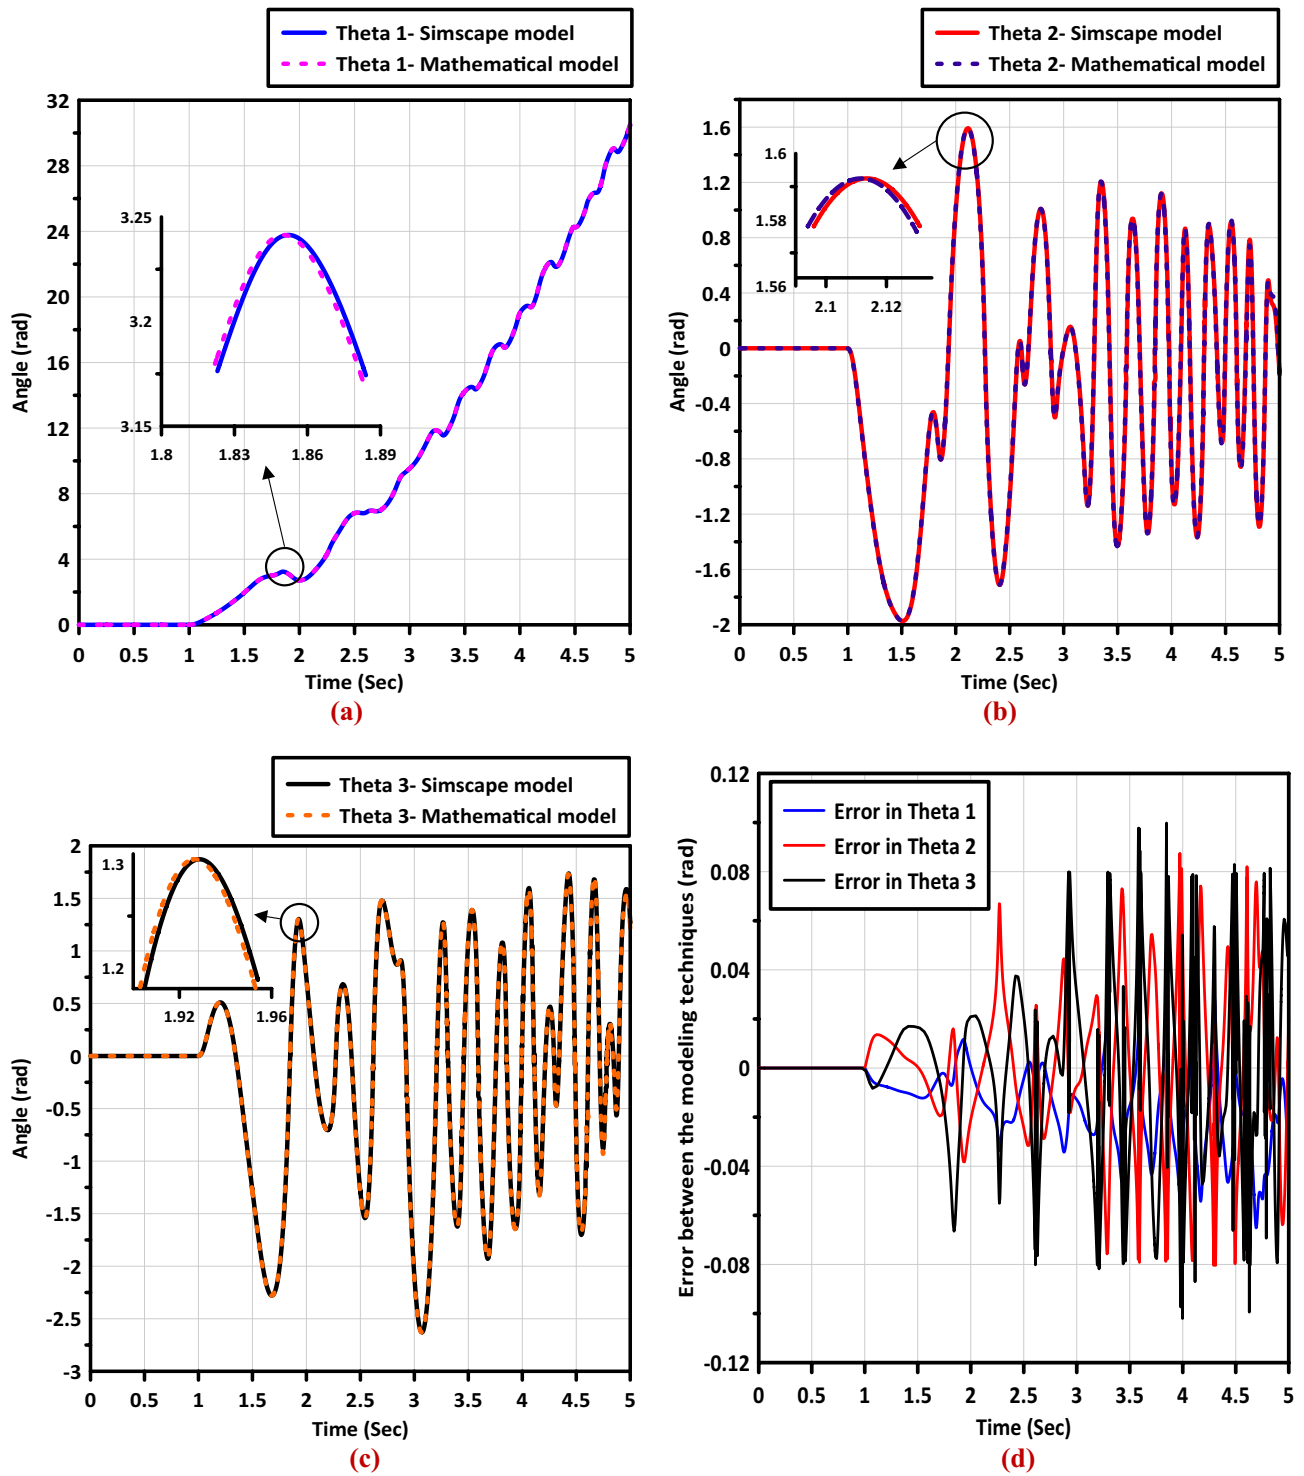 Theta 1- Simscape model
Theta 1- Mathematical model
32
28
24
20
16
12
8
4
0
Angle (rad)
3.25
3.2
3.15
1.8 1.83 1.86 1.89
0 0.5 1 1.5 2 2.5 3 3.5 4 4.5 5
Time (Sec)
(a)
Theta 2- Simscape model
Theta 2- Mathematical model
1.6
1.2
0.8
0.4
0
-0.4
-0.8
-1.2
-1.6
-2
Angle (rad)
1.6
1.58
1.56
2.1 2.12
0 0.5 1 1.5 2 2.5 3 3.5 4 4.5 5
Time (Sec)
(b)
Theta 3- Simscape model
Theta 3- Mathematical model
2
1.5
1
0.5
0
-0.5
-1
-1.5
-2
-2.5
-3
Angle (rad)
1.3
1.2
1.92 1.96
0 0.5 1 1.5 2 2.5 3 3.5 4 4.5 5
Time (Sec)
(c)
Error in Theta 1
Error in Theta 2
Error in Theta 3
0.12
0.08
0.04
0
-0.04
-0.08
-0.12
Error between the modeling techniques (rad)
0 0.5 1 1.5 2 2.5 3 3.5 4 4.5 5
Time (Sec)
(d)